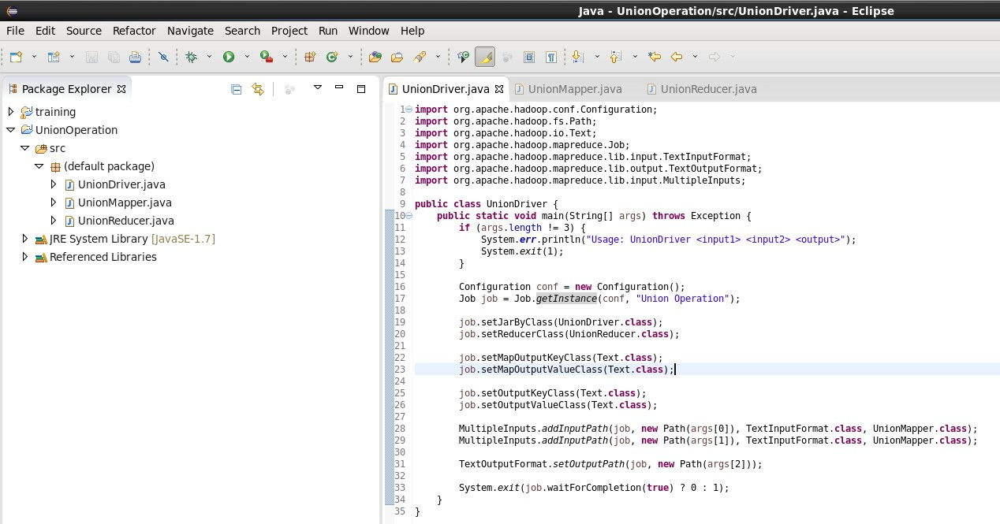 Java - UnionOperation/src/UnionDriver.java - Eclipse
File Edit Source Refactor Navigate Search Project Run Window Help
Package Explorer
training
UnionOperation
src
(default package)
UnionDriver.java
UnionMapper.java
UnionReducer.java
JRE System Library [JavaSE-1.7]
Referenced Libraries
UnionDriver.java UnionMapper.java UnionReducer.java
1 import org.apache.hadoop.conf.Configuration;
2 import org.apache.hadoop.fs.Path;
3 import org.apache.hadoop.io.Text;
4 import org.apache.hadoop.mapreduce.Job;
5 import org.apache.hadoop.mapreduce.lib.input.TextInputFormat;
6 import org.apache.hadoop.mapreduce.lib.output.TextOutputFormat;
7 import org.apache.hadoop.mapreduce.lib.input.MultipleInputs;
8
9 public class UnionDriver {
10 public static void main(String[] args) throws Exception {
11 if (args.length != 3) {
12 System.err.println("Usage: UnionDriver <input1> <input2> <output>");
13 System.exit(1);
14 }
15
16 Configuration conf = new Configuration();
17 Job job = Job.getInstance(conf, "Union Operation");
18
19 job.setJarByClass(UnionDriver.class);
20 job.setReducerClass(UnionReducer.class);
21
22 job.setMapOutputKeyClass(Text.class);
23 job.setMapOutputValueClass(Text.class);
24
25 job.setOutputKeyClass(Text.class);
26 job.setOutputValueClass(Text.class);
27
28 MultipleInputs.addInputPath(job, new Path(args[0]), TextInputFormat.class, UnionMapper.class);
29 MultipleInputs.addInputPath(job, new Path(args[1]), TextInputFormat.class, UnionMapper.class);
30
31 TextOutputFormat.setOutputPath(job, new Path(args[2]));
32
33 System.exit(job.waitForCompletion(true) ? 0 : 1);
34 }
35 }